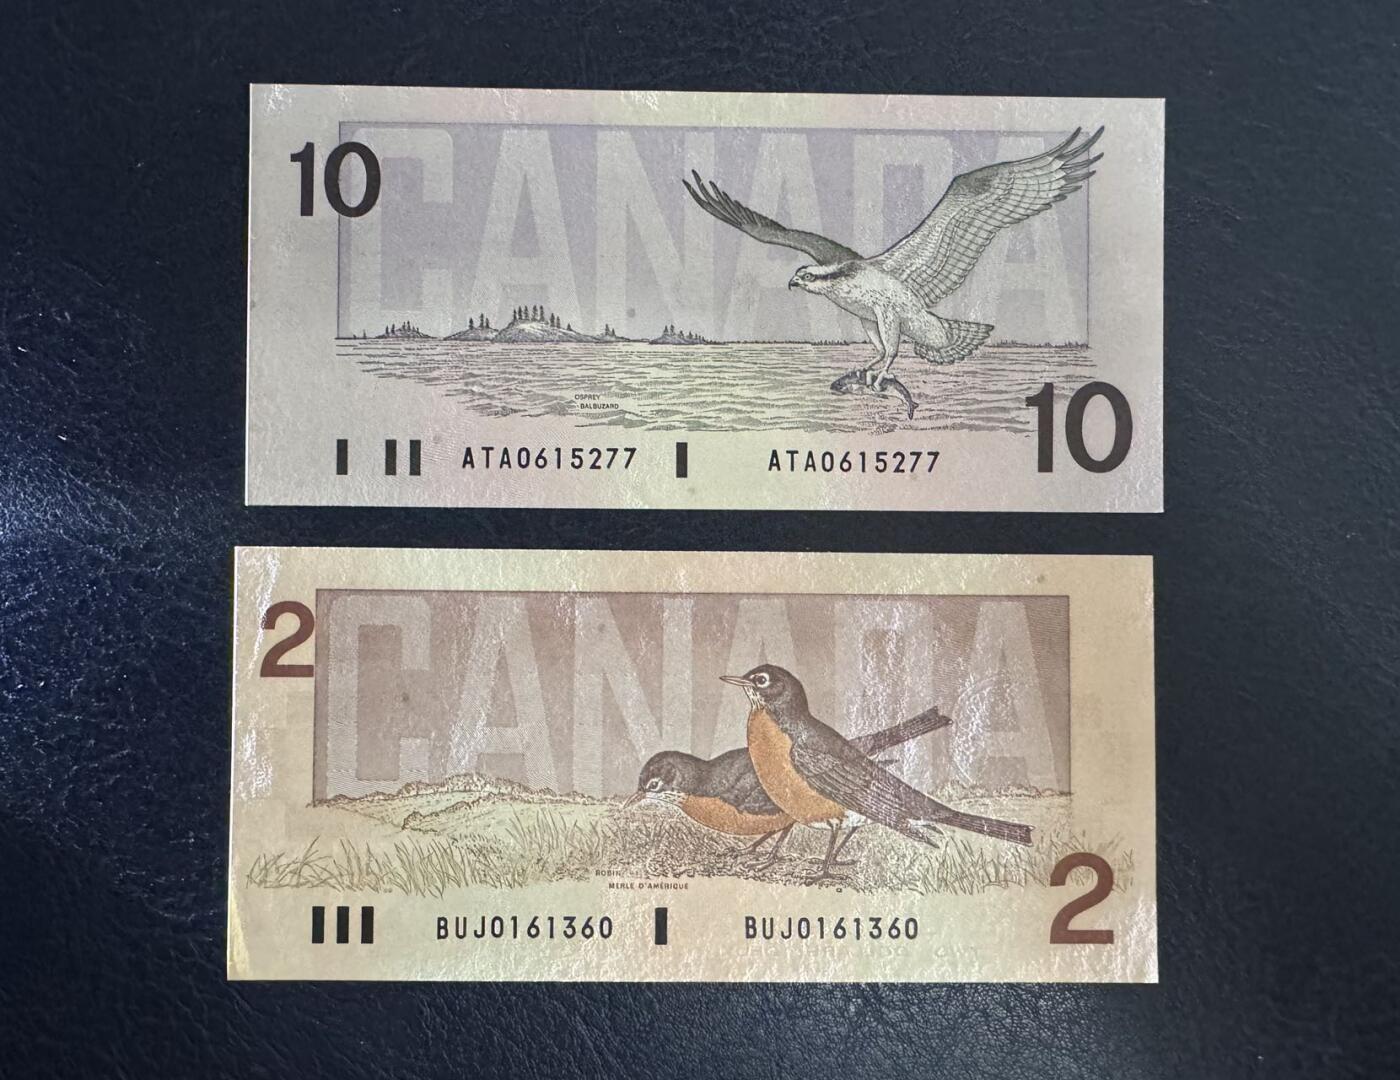 CANADA
10
OSPREY
BALBUZARD
ATA0615277 ATA0615277
10
CANADA
2
ROBIN
MERLE D'AMÉRIQUE
BUJ0161360 BUJ0161360
2